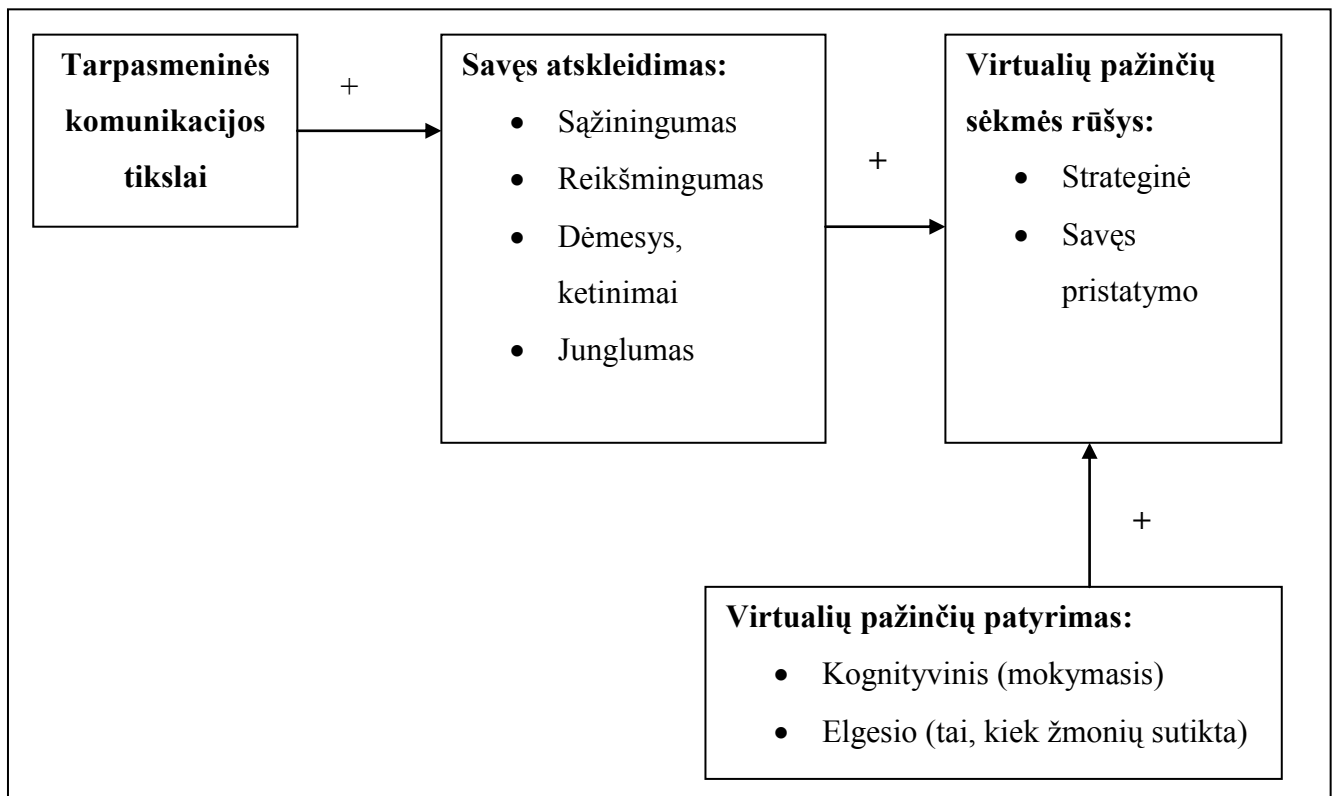 Tarpasmeninės
komunikacijos
tikslai
+
Savęs atskleidimas:
• Sąžiningumas
• Reikšmingumas
• Dėmesys,
ketinimai
• Junglumas
+
Virtualių pažinčių
sėkmės rūšys:
• Strateginė
• Savęs
pristatymo
+
Virtualių pažinčių patyrimas:
• Kognityvinis (mokymasis)
• Elgesio (tai, kiek žmonių sutikta)